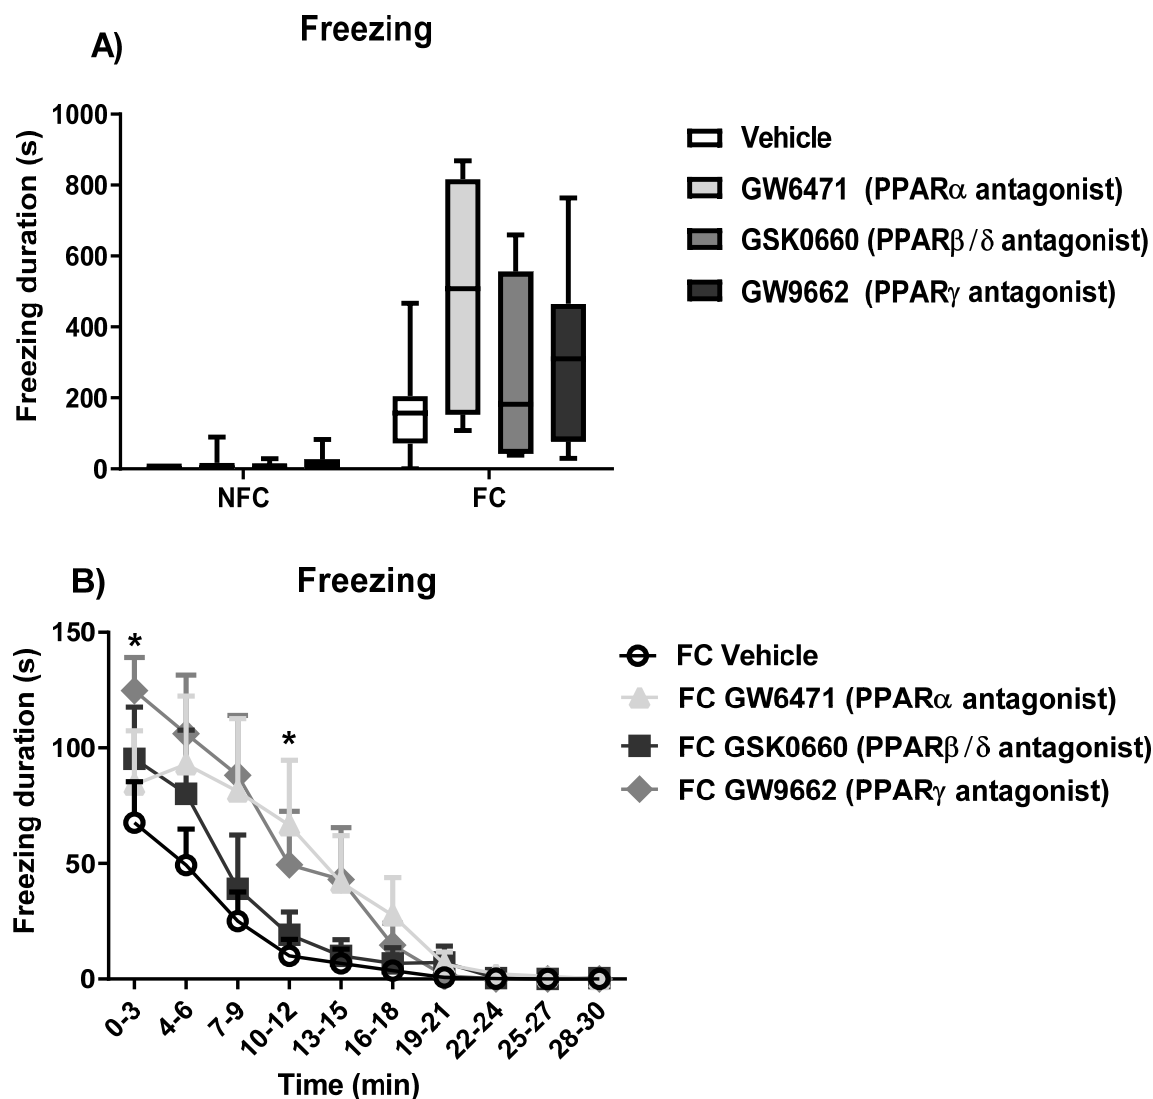 A)
Freezing
Freezing duration (s)
1000
800
600
400
200
0
NFC
FC
Vehicle
GW6471 (PPARα antagonist)
GSK0660 (PPARβ/δ antagonist)
GW9662 (PPARγ antagonist)
B)
Freezing
Freezing duration (s)
150
100
50
0
*
*
0-3
4-6
7-9
10-12
13-15
16-18
19-21
22-24
25-27
28-30
Time (min)
FC Vehicle
FC GW6471 (PPARα antagonist)
FC GSK0660 (PPARβ/δ antagonist)
FC GW9662 (PPARγ antagonist)